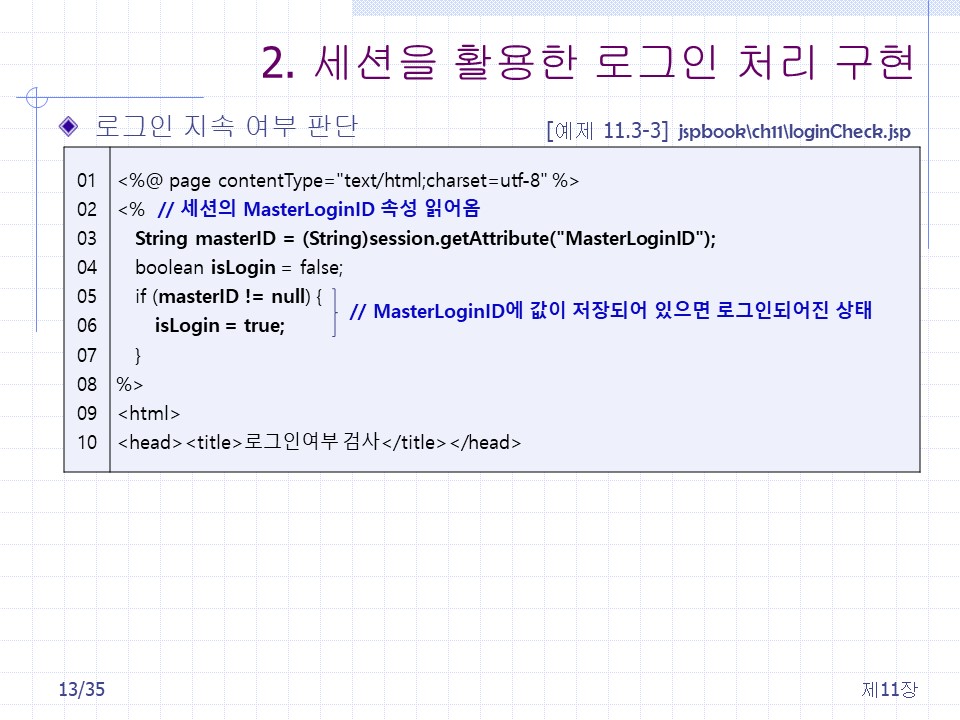 2. 세션을 활용한 로그인 처리 구현
로그인 지속 여부 판단
[예제 11.3-3] jspbook\ch11\loginCheck.jsp
01 <%@ page contentType="text/html;charset=utf-8" %>
02 <% // 세션의 MasterLoginID 속성 읽어옴
03 String masterID = (String)session.getAttribute("MasterLoginID");
04 boolean isLogin = false;
05 if (masterID != null) {
// MasterLoginID에 값이 저장되어 있으면 로그인되어진 상태
06 isLogin = true;
07 }
08 %>
09 <html>
10 <head><title>로그인여부 검사</title></head>
13/35
제11장